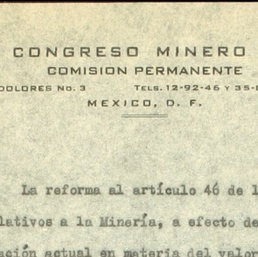 CONGRESO MINERO
COMISION PERMANENTE
DOLORES NO. 3 TELS. 12-92-46 Y 35-
MEXICO, D. F.
La reforma al artículo 46 de l
lativos a la Minería, a efecto de
ación actual en materia del valor